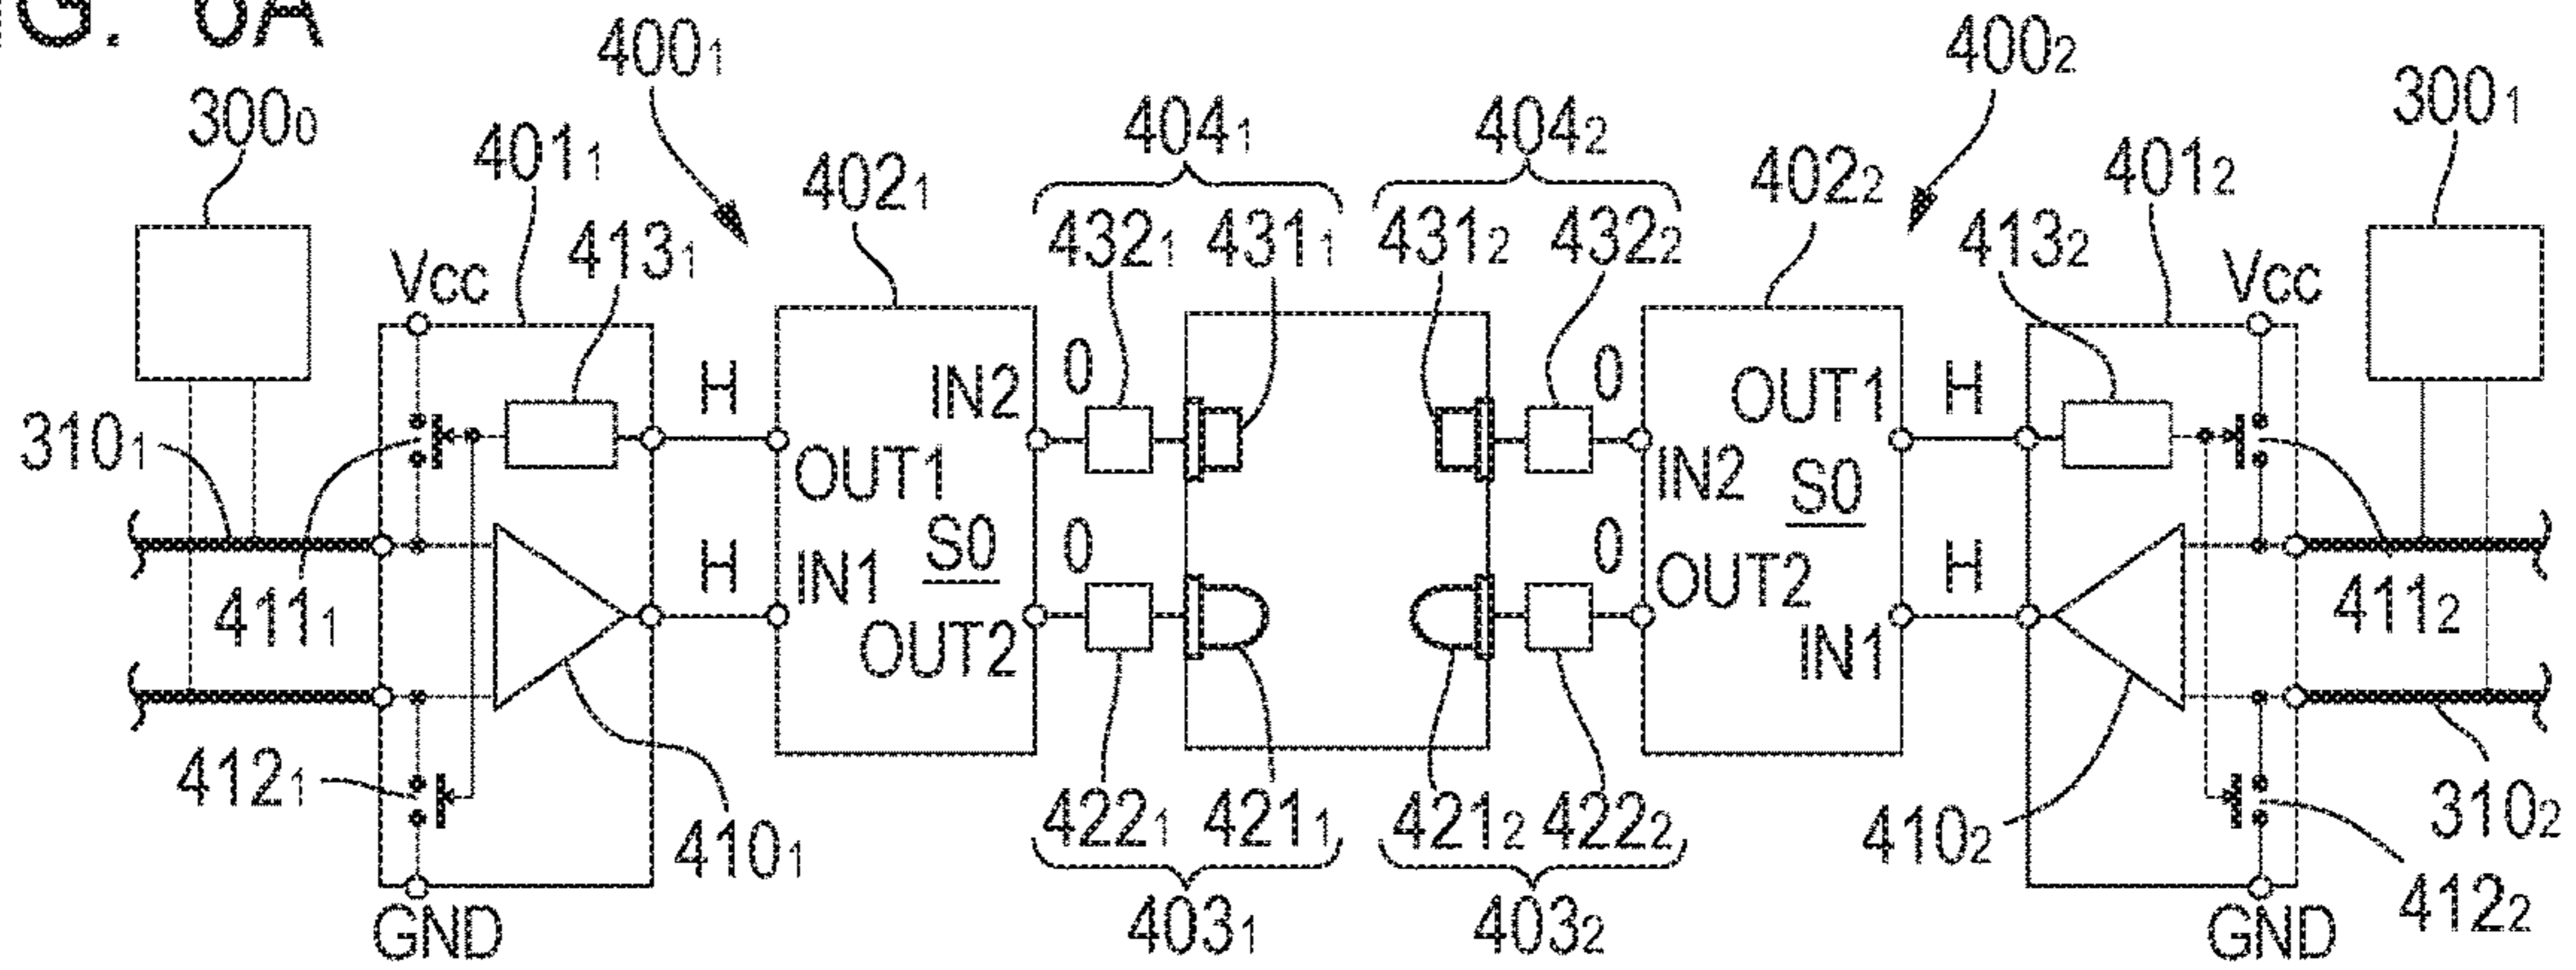 G. 6A
300₀
401₁
413₁
400₁
402₁
404₁
432₁ 431₁
404₂
431₂ 432₂
402₂
400₂
413₂
401₂
300₁
Vcc
Vcc
310₁
H
OUT1
IN2
0
0
IN2
OUT1
H
S0
S0
H
IN1
OUT2
0
0
OUT2
IN1
H
411₁
411₂
412₁
410₁
422₁ 421₁
403₁
421₂ 422₂
403₂
410₂
310₂
412₂
GND
GND